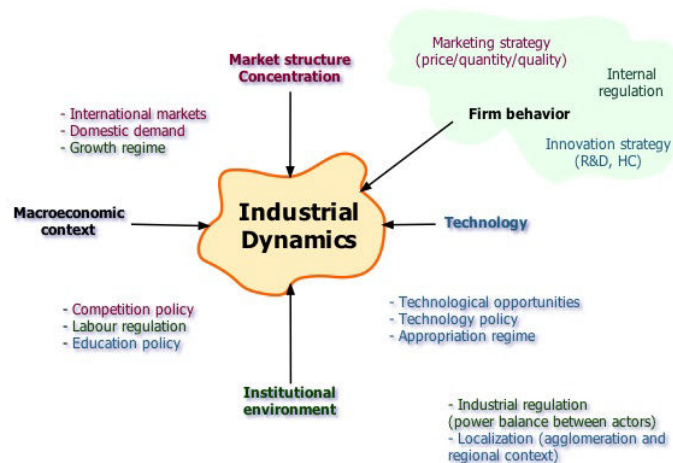 Marketing strategy
(price/quantity/quality)
Market structure
Concentration
Internal
regulation
- International markets
- Domestic demand
- Growth regime
Firm behavior
Innovation strategy
(R&D, HC)
Macroeconomic
context
Industrial
Dynamics
Technology
- Competition policy
- Labour regulation
- Education policy
- Technological opportunities
- Technology policy
- Appropriation regime
Institutional
environment
- Industrial regulation
(power balance between actors)
- Localization (agglomeration and
regional context)